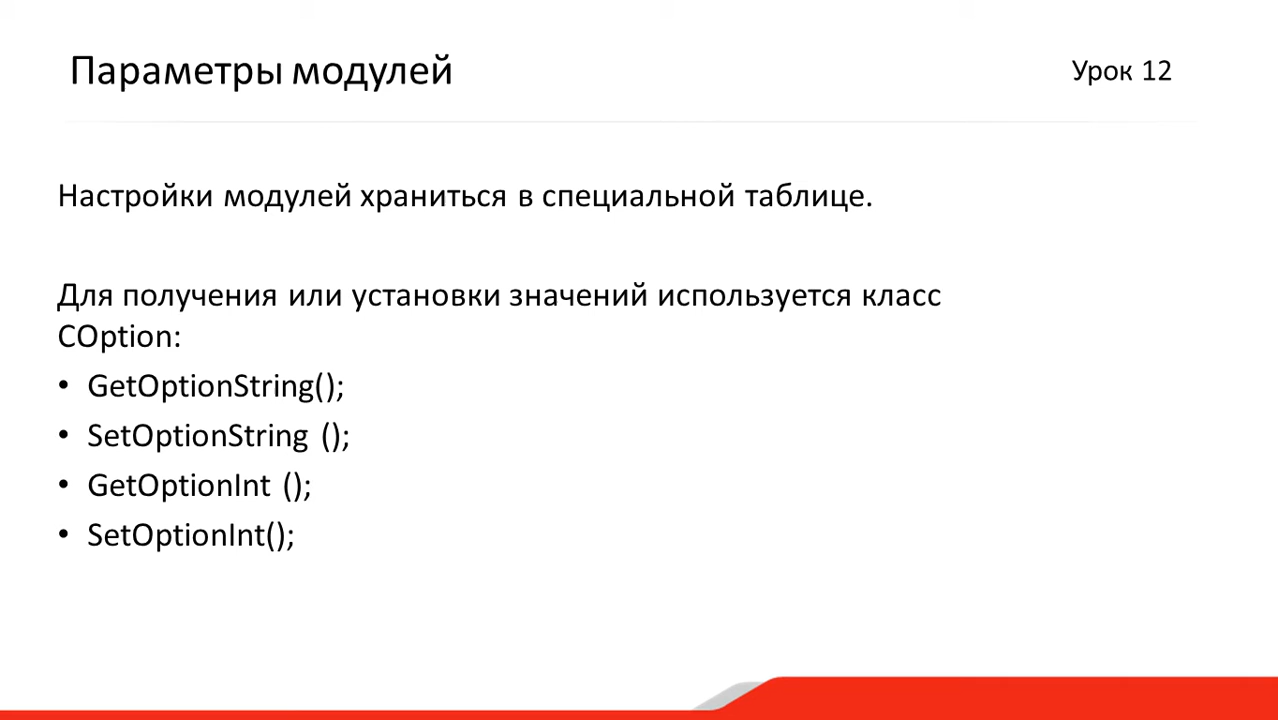 Параметры модулей
Урок 12
Настройки модулей храниться в специальной таблице.
Для получения или установки значений используется класс
COption:
• GetOptionString();
• SetOptionString ();
• GetOptionInt ();
• SetOptionInt();